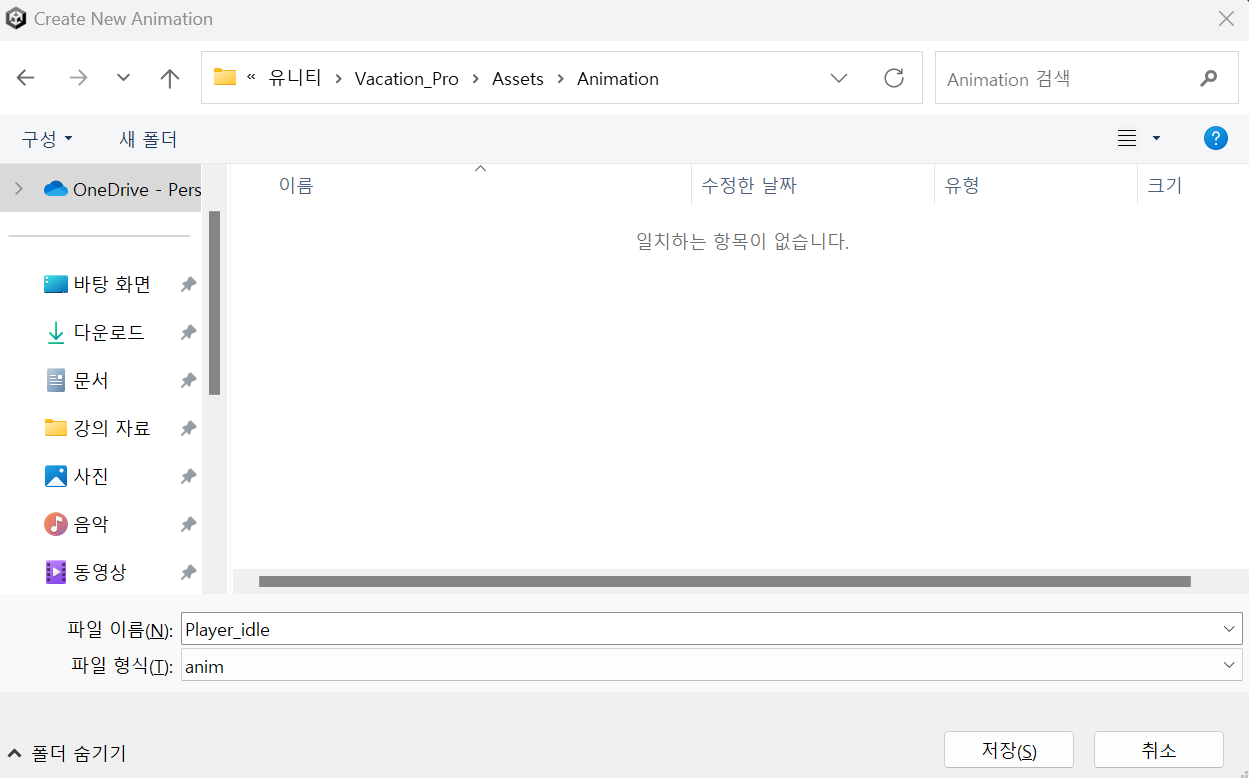 Create New Animation
« 유니티 > Vacation_Pro > Assets > Animation
Animation 검색
구성
새 폴더
?
OneDrive - Pers
이름
수정한 날짜
유형
크기
일치하는 항목이 없습니다.
바탕 화면
다운로드
문서
강의 자료
사진
음악
동영상
파일 이름(N): Player_idle
파일 형식(T): anim
폴더 숨기기
저장(S)
취소